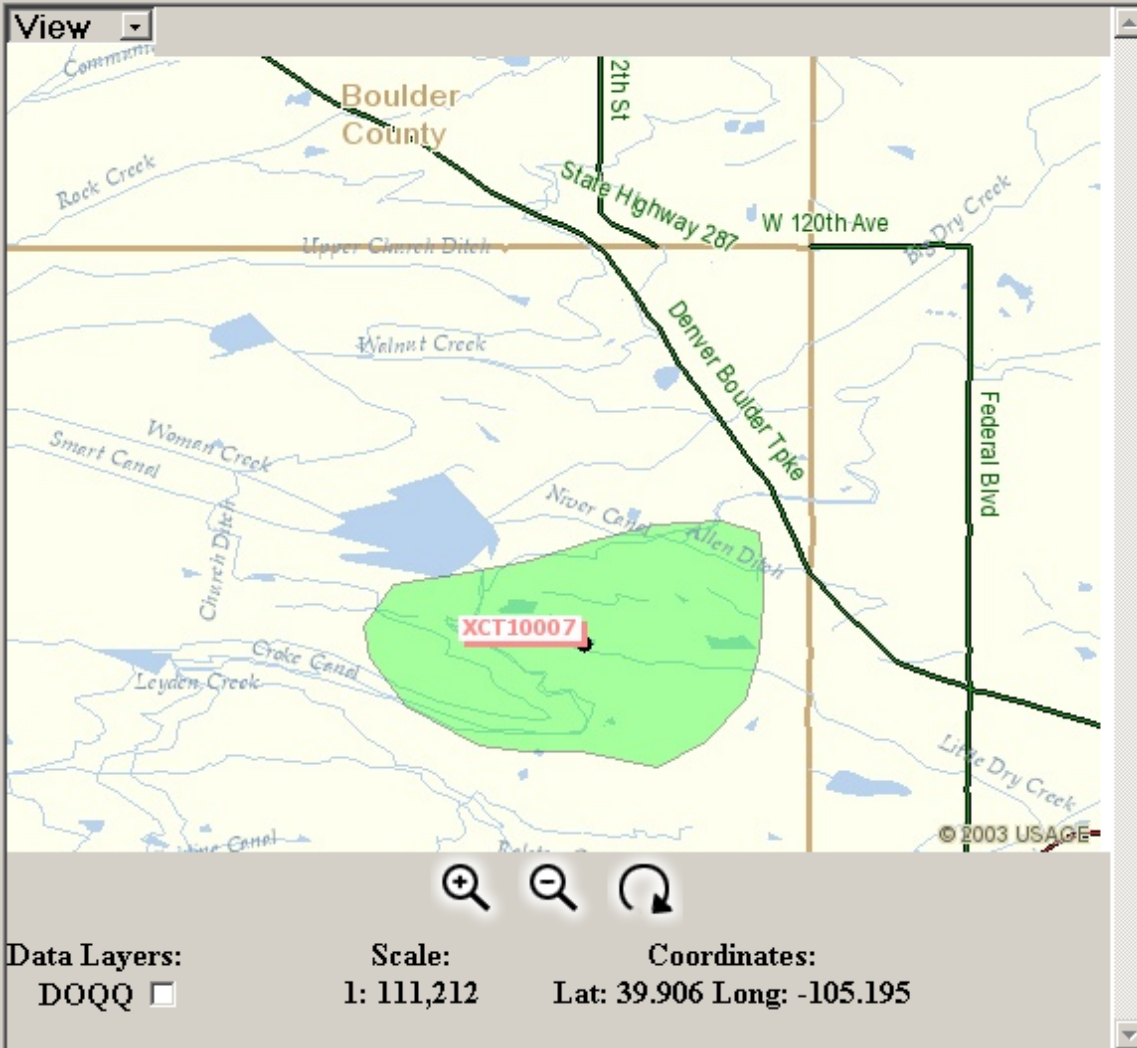 View
Communi
Boulder
County
2th St
Rock Creek
State Highway 287
W 120th Ave
Big Dry Creek
Upper Church Ditch
Denver Boulder Tpke
Walnut Creek
Federal Blvd
Woman Creek
Smart Canal
Niver Canal
Allen Ditch
Church Ditch
XCT10007
Croke Canal
Leyden Creek
Little Dry Creek
© 2003 USAGE
Canal
Data Layers:
Scale:
Coordinates:
DOQQ
1: 111,212
Lat: 39.906 Long: -105.195